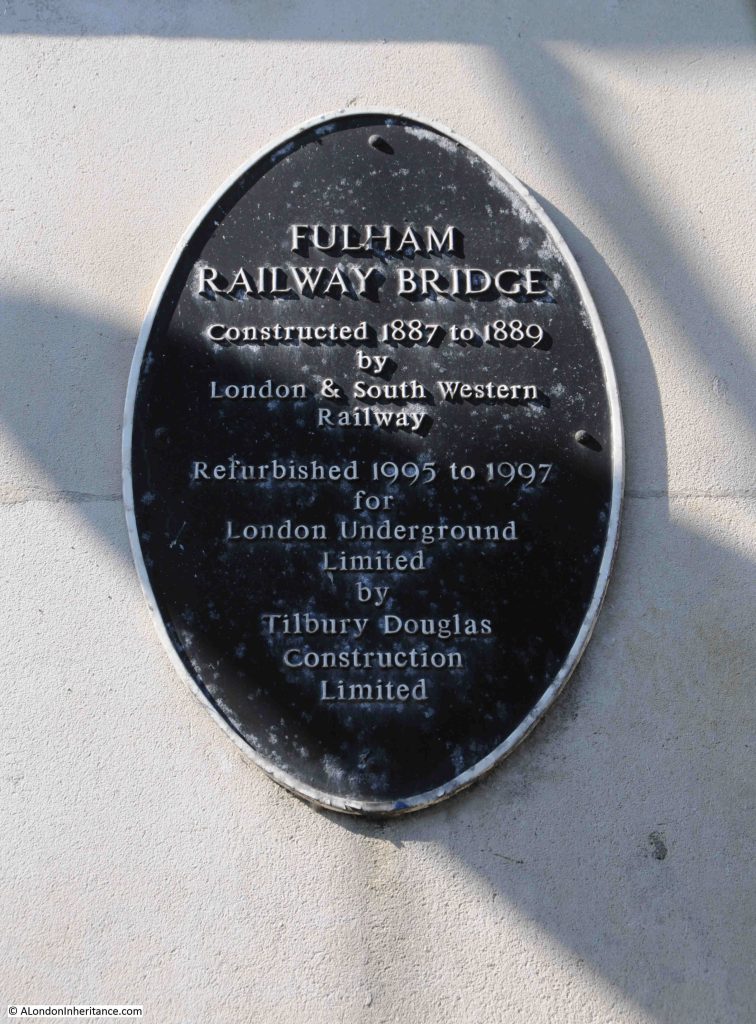 FULHAM
RAILWAY BRIDGE
Constructed 1887 to 1889
by
London & South Western
Railway
Refurbished 1995 to 1997
for
London Underground
Limited
by
Tilbury Douglas
Construction
Limited
© ALondonInheritance.com